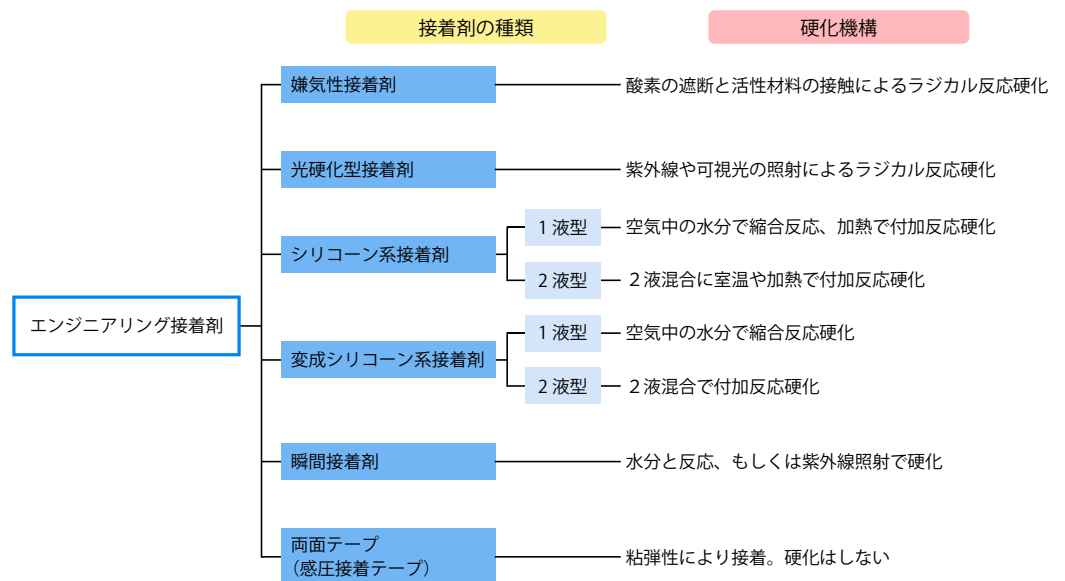 接着剤の種類
硬化機構
エンジニアリング接着剤
嫌気性接着剤
酸素の遮断と活性材料の接触によるラジカル反応硬化
光硬化型接着剤
紫外線や可視光の照射によるラジカル反応硬化
シリコーン系接着剤
1 液型
空気中の水分で縮合反応、加熱で付加反応硬化
2 液型
２液混合に室温や加熱で付加反応硬化
変成シリコーン系接着剤
1 液型
空気中の水分で縮合反応硬化
2 液型
２液混合で付加反応硬化
瞬間接着剤
水分と反応、もしくは紫外線照射で硬化
両面テープ
（感圧接着テープ）
粘弾性により接着。硬化はしない